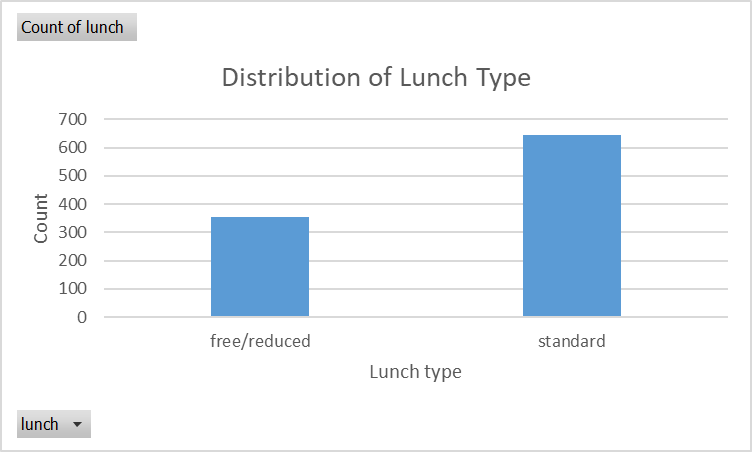 Count of lunch
Distribution of Lunch Type
700
600
500
400
300
200
100
0
Count
free/reduced
standard
Lunch type
lunch